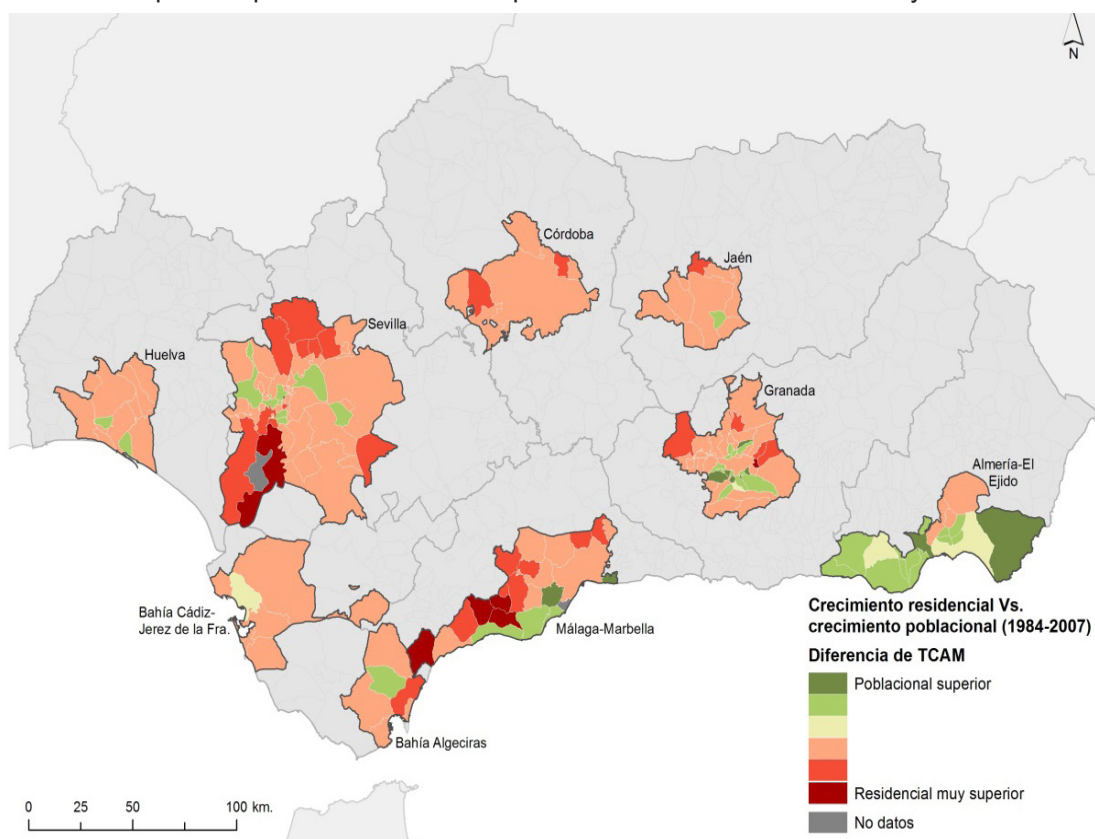 N
Córdoba
Jaén
Sevilla
Huelva
Granada
Almería-El
Ejido
Bahía Cádiz-
Jerez de la Fra.
Málaga-Marbella
Bahía Algeciras
Crecimiento residencial Vs.
crecimiento poblacional (1984-2007)
Diferencia de TCAM
Poblacional superior
Residencial muy superior
No datos
0 25 50 100 km.